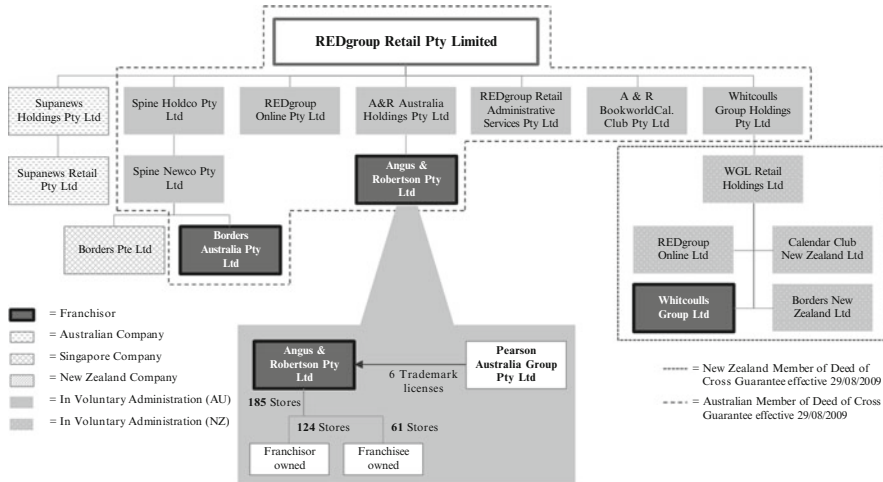 REDgroup Retail Pty Limited
Supanews
Holdings Pty Ltd
Spine Holdco Pty
Ltd
REDgroup
Online Pty Ltd
A&R Australia
Holdings Pty Ltd
REDgroup Retail
Administrative
Services Pty Ltd
A & R
BookworldCal.
Club Pty Ltd
Whitcoulls
Group Holdings
Pty Ltd
Supanews Retail
Pty Ltd
Spine Newco Pty
Ltd
Angus &
Robertson Pty
Ltd
WGL Retail
Holdings Ltd
Borders Pte Ltd
Borders
Australia Pty
Ltd
REDgroup
Online Ltd
Calendar Club
New Zealand Ltd
Whitcoulls
Group Ltd
Borders New
Zealand Ltd
= Franchisor
= Australian Company
= Singapore Company
= New Zealand Company
= In Voluntary Administration (AU)
= In Voluntary Administration (NZ)
Angus &
Robertson Pty
Ltd
6 Trademark
licenses
Pearson
Australia Group
Pty Ltd
185 Stores
124 Stores
61 Stores
Franchisor
owned
Franchisee
owned
= New Zealand Member of Deed of
Cross Guarantee effective 29/08/2009
= Australian Member of Deed of Cross
Guarantee effective 29/08/2009